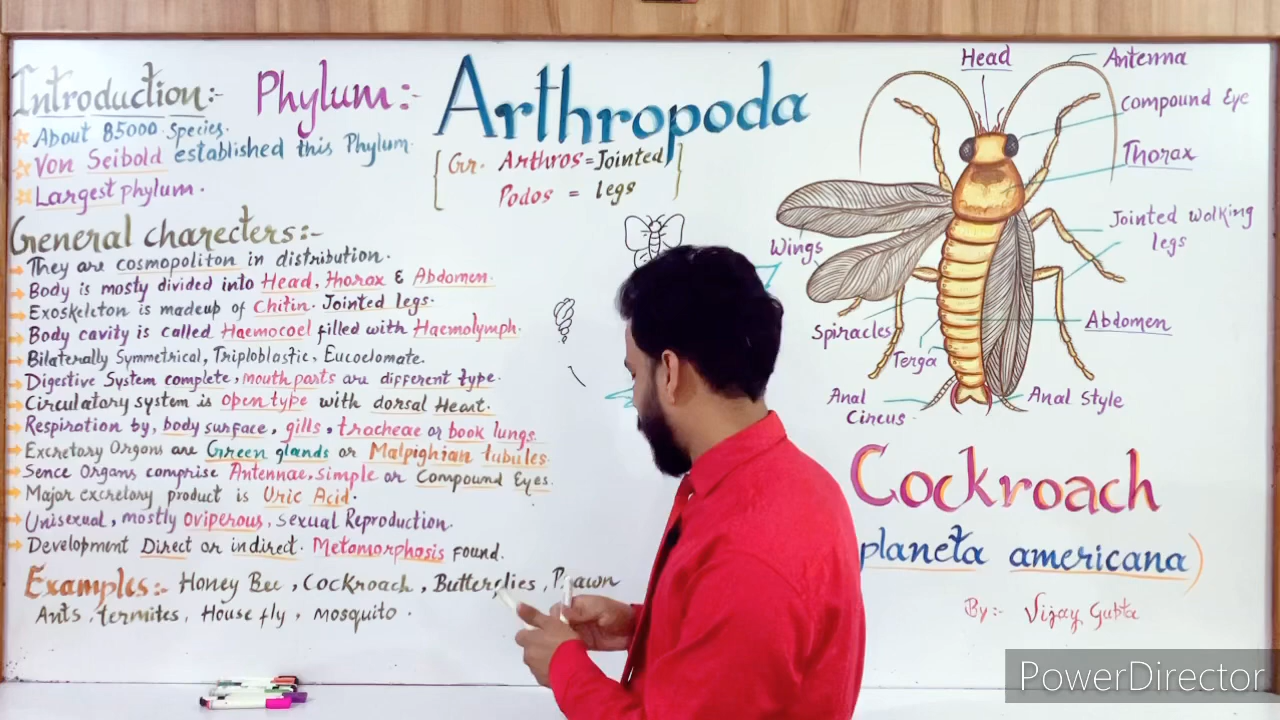 Introduction:-
About 85000 Species.
Von Seibold established this Phylum.
Largest phylum.
Phylum:- Arthropoda
Gr. Arthros = Jointed
Podos = legs
General charecters:-
They are cosmopoliton in distribution.
Body is mostly divided into Head, thorax & Abdomen.
Exoskeleton is madeup of Chitin. Jointed legs.
Body cavity is called Haemocoel filled with Haemolymph.
Bilaterally Symmetrical, Triploblastic, Eucoelomate.
Digestive System complete, mouth parts are different type.
Circulatory system is open type with dorsal Heart.
Respiration by, body surface, gills, tracheae or book lungs.
Excretory Organs are Green glands or Malpighian tubules.
Sence Organs comprise Antennae, simple or Compound Eyes.
Major excretory product is Uric Acid.
Unisexual, mostly oviperous, sexual Reproduction.
Development Direct or indirect. Metamorphosis found.
Examples:- Honey Bee, Cockroach, Butterflies, Prawn
Ants, termites, House fly, mosquito.
Head
Antenna
Compound Eye
Thorax
Jointed walking
legs
Wings
Spiracles
Terga
Abdomen
Anal
Circus
Anal Style
Cockroach
planeta americana)
By:- Vijay Gupta
PowerDirector